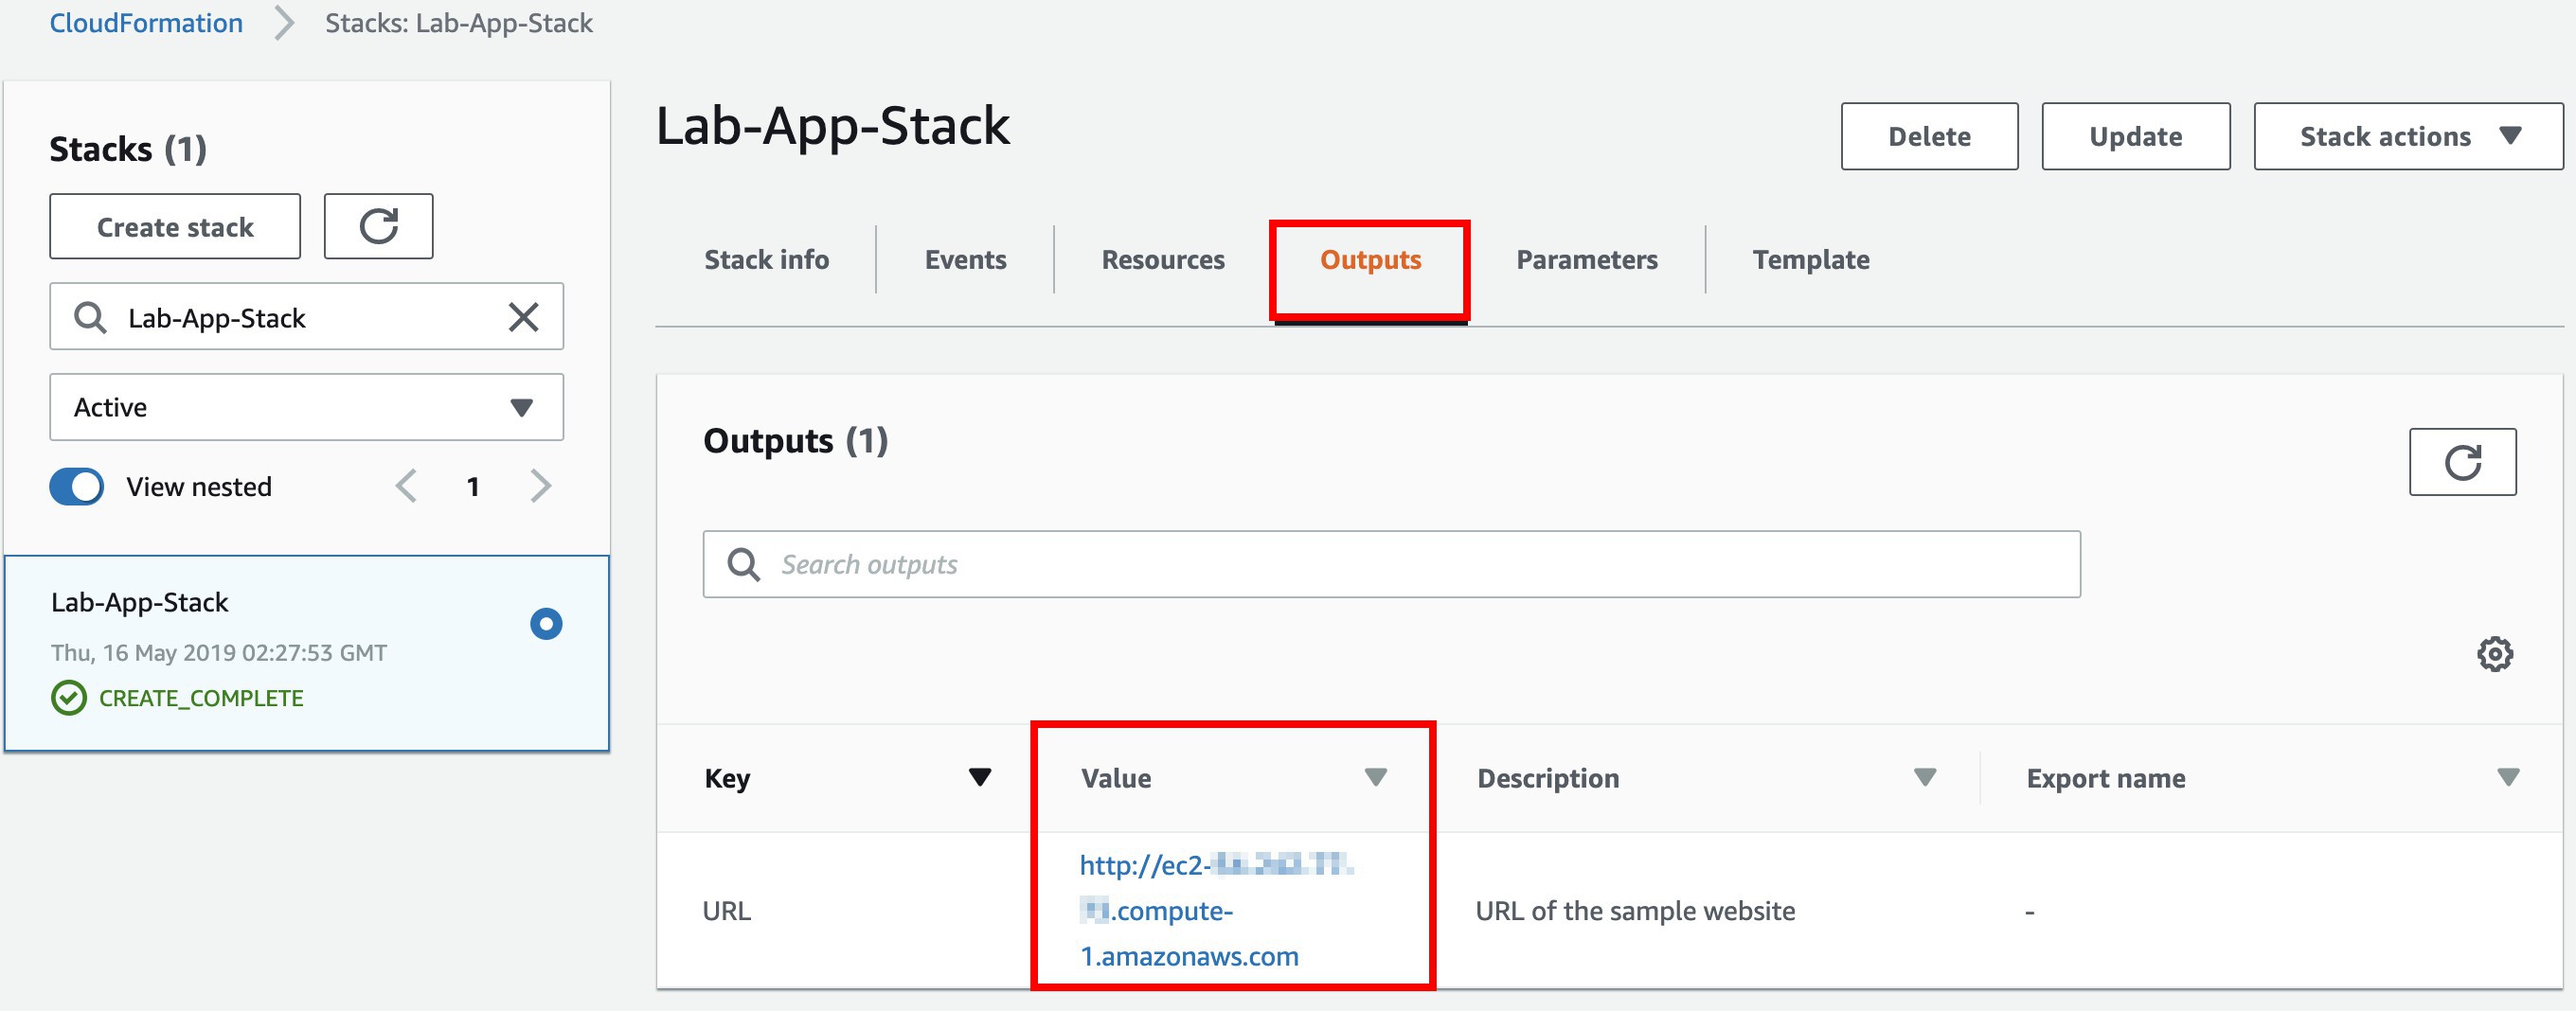 CloudFormation
Stacks: Lab-App-Stack
Stacks (1)
Create stack
Lab-App-Stack
Active
View nested
1
Lab-App-Stack
Thu, 16 May 2019 02:27:53 GMT
CREATE_COMPLETE
Lab-App-Stack
Delete
Update
Stack actions
Stack info
Events
Resources
Outputs
Parameters
Template
Outputs (1)
Search outputs
Key
Value
Description
Export name
URL
http://ec2-
.compute-
1.amazonaws.com
URL of the sample website
-